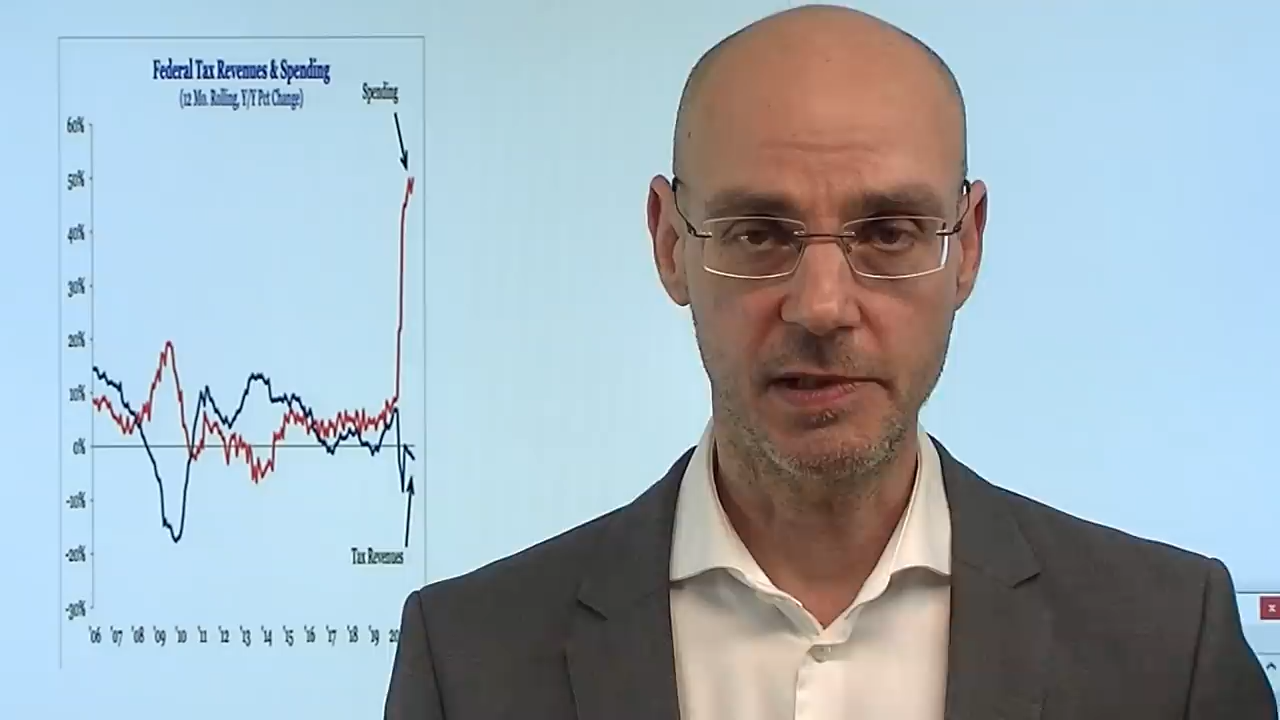 Federal Tax Revenues & Spending
(12 Mo. Rolling, Y/Y Pct Change)
Spending
60%
50%
40%
30%
20%
10%
0%
-10%
-20%
-30%
Tax Revenues
'06 '07 '08 '09 '10 '11 '12 '13 '14 '15 '16 '17 '18 '19 20
x